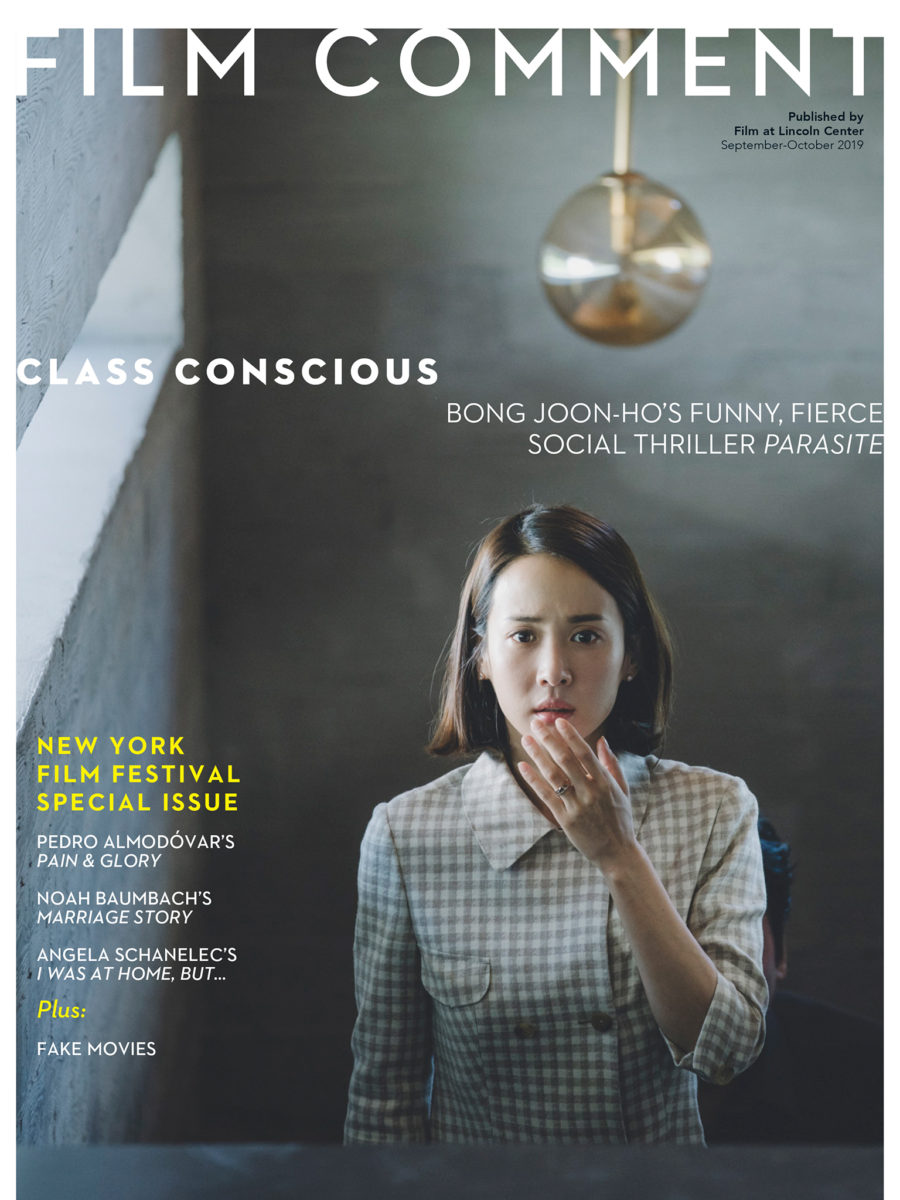 FILM COMMENT
Published by
Film at Lincoln Center
September-October 2019
CLASS CONSCIOUS
BONG JOON-HO’S FUNNY, FIERCE
SOCIAL THRILLER PARASITE
NEW YORK
FILM FESTIVAL
SPECIAL ISSUE
PEDRO ALMODÓVAR’S
PAIN & GLORY
NOAH BAUMBACH’S
MARRIAGE STORY
ANGELA SCHANELEC’S
I WAS AT HOME, BUT...
Plus:
FAKE MOVIES